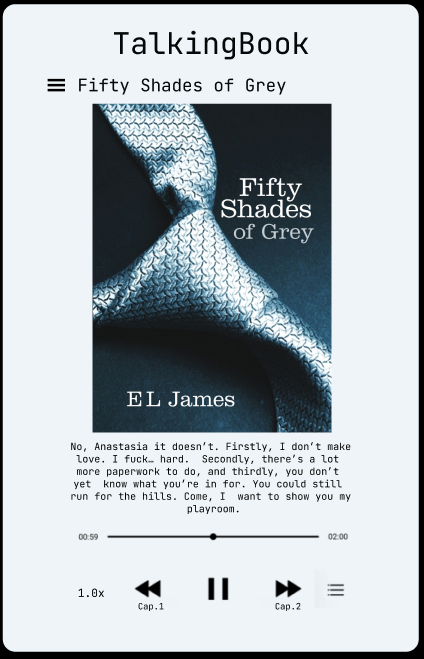 TalkingBook
Fifty Shades of Grey
Fifty
Shades
of Grey
E L James
No, Anastasia it doesn't. Firstly, I don't make
love. I fuck… hard. Secondly, there's a lot
more paperwork to do, and thirdly, you don't
yet know what you're in for. You could still
run for the hills. Come, I want to show you my
playroom.
00:59 02:00
1.0x
Cap.1 Cap.2